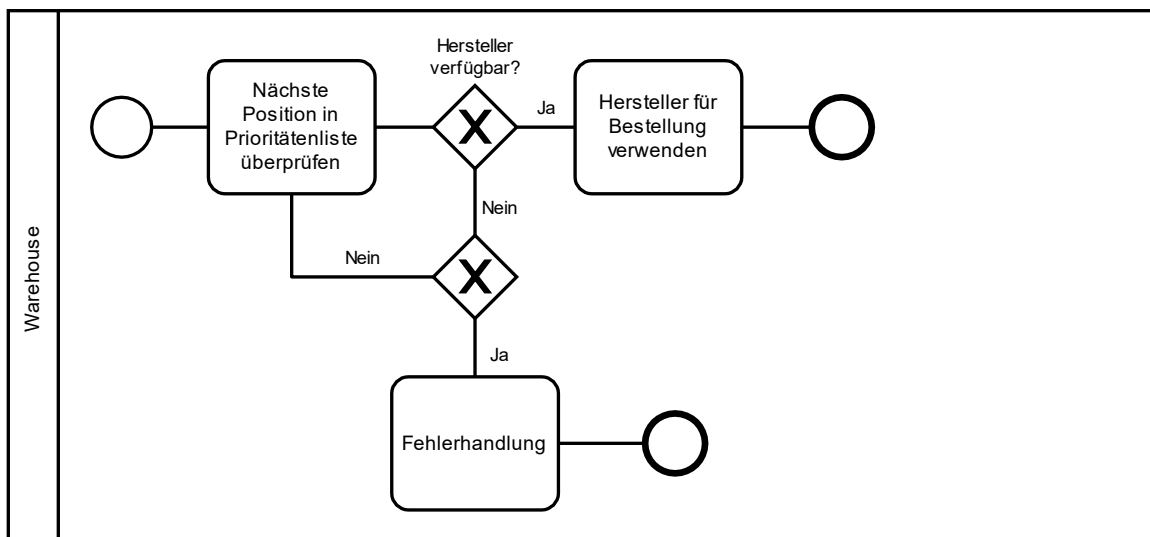 Warehouse
Hersteller
verfügbar?
Nächste
Position in
Prioritätenliste
überprüfen
Ja
Hersteller für
Bestellung
verwenden
Nein
Nein
Ja
Fehlerhandlung